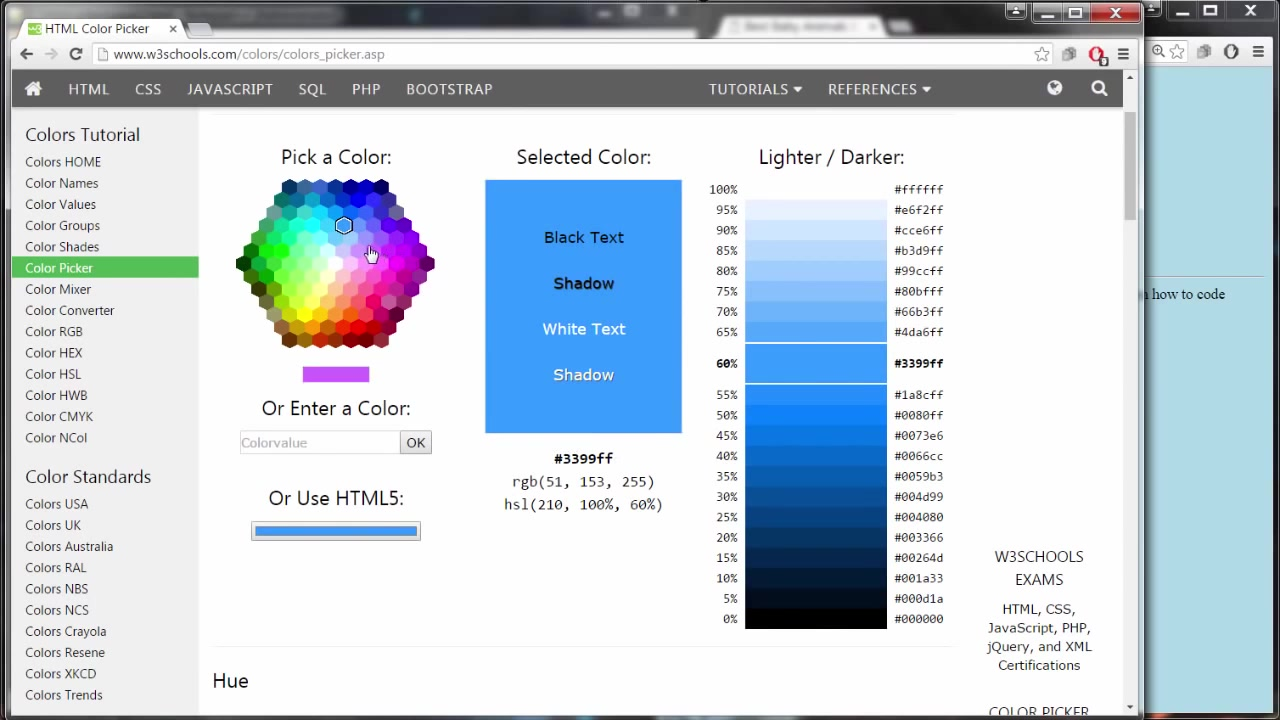 HTML Color Picker
www.w3schools.com/colors/colors_picker.asp
HTML CSS JAVASCRIPT SQL PHP BOOTSTRAP TUTORIALS REFERENCES
Colors Tutorial
Colors HOME
Color Names
Color Values
Color Groups
Color Shades
Color Picker
Color Mixer
Color Converter
Color RGB
Color HEX
Color HSL
Color HWB
Color CMYK
Color NCol
Color Standards
Colors USA
Colors UK
Colors Australia
Colors RAL
Colors NBS
Colors NCS
Colors Crayola
Colors Resene
Colors XKCD
Colors Trends
Pick a Color:
Or Enter a Color:
Colorvalue OK
Or Use HTML5:
Selected Color:
Black Text
Shadow
White Text
Shadow
#3399ff
rgb(51, 153, 255)
hsl(210, 100%, 60%)
Lighter / Darker:
100% #ffffff
95% #e6f2ff
90% #cce6ff
85% #b3d9ff
80% #99ccff
75% #80bfff
70% #66b3ff
65% #4da6ff
60% #3399ff
55% #1a8cff
50% #0080ff
45% #0073e6
40% #0066cc
35% #0059b3
30% #004d99
25% #004080
20% #003366
15% #00264d
10% #001a33
5% #000d1a
0% #000000
Hue
W3SCHOOLS
EXAMS
HTML, CSS,
JavaScript, PHP,
jQuery, and XML
Certifications
COLOR PICKER
how to code